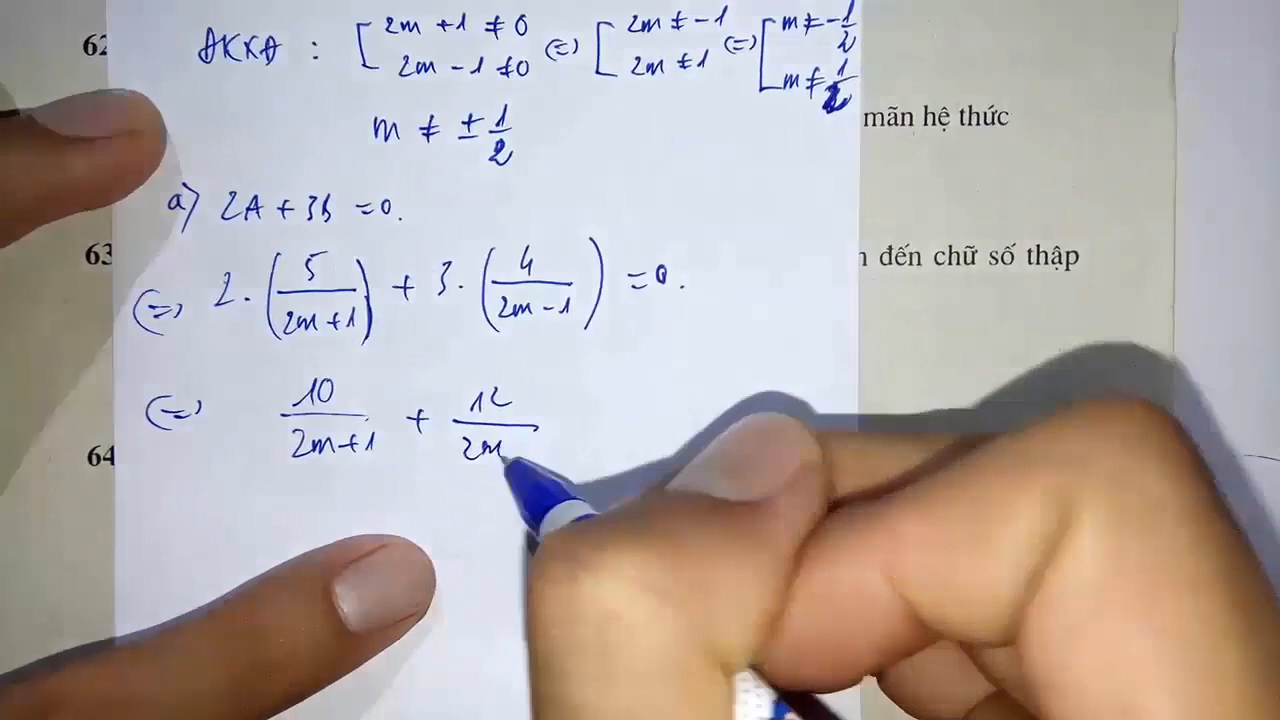 62
ĐKXĐ : [ 2m + 1 ≠ 0 (=) [ 2m ≠ -1 (=) [ m ≠ -1/2
2m - 1 ≠ 0 2m ≠ 1 m ≠ 1/2
mãn hệ thức
m ≠ ± 1/2
a) 2A + 3B = 0.
63
đến chữ số thập
(=) 2 . (5/(2m+1)) + 3 . (4/(2m-1)) = 0.
(=) 10/(2m+1) + 12/2m
64